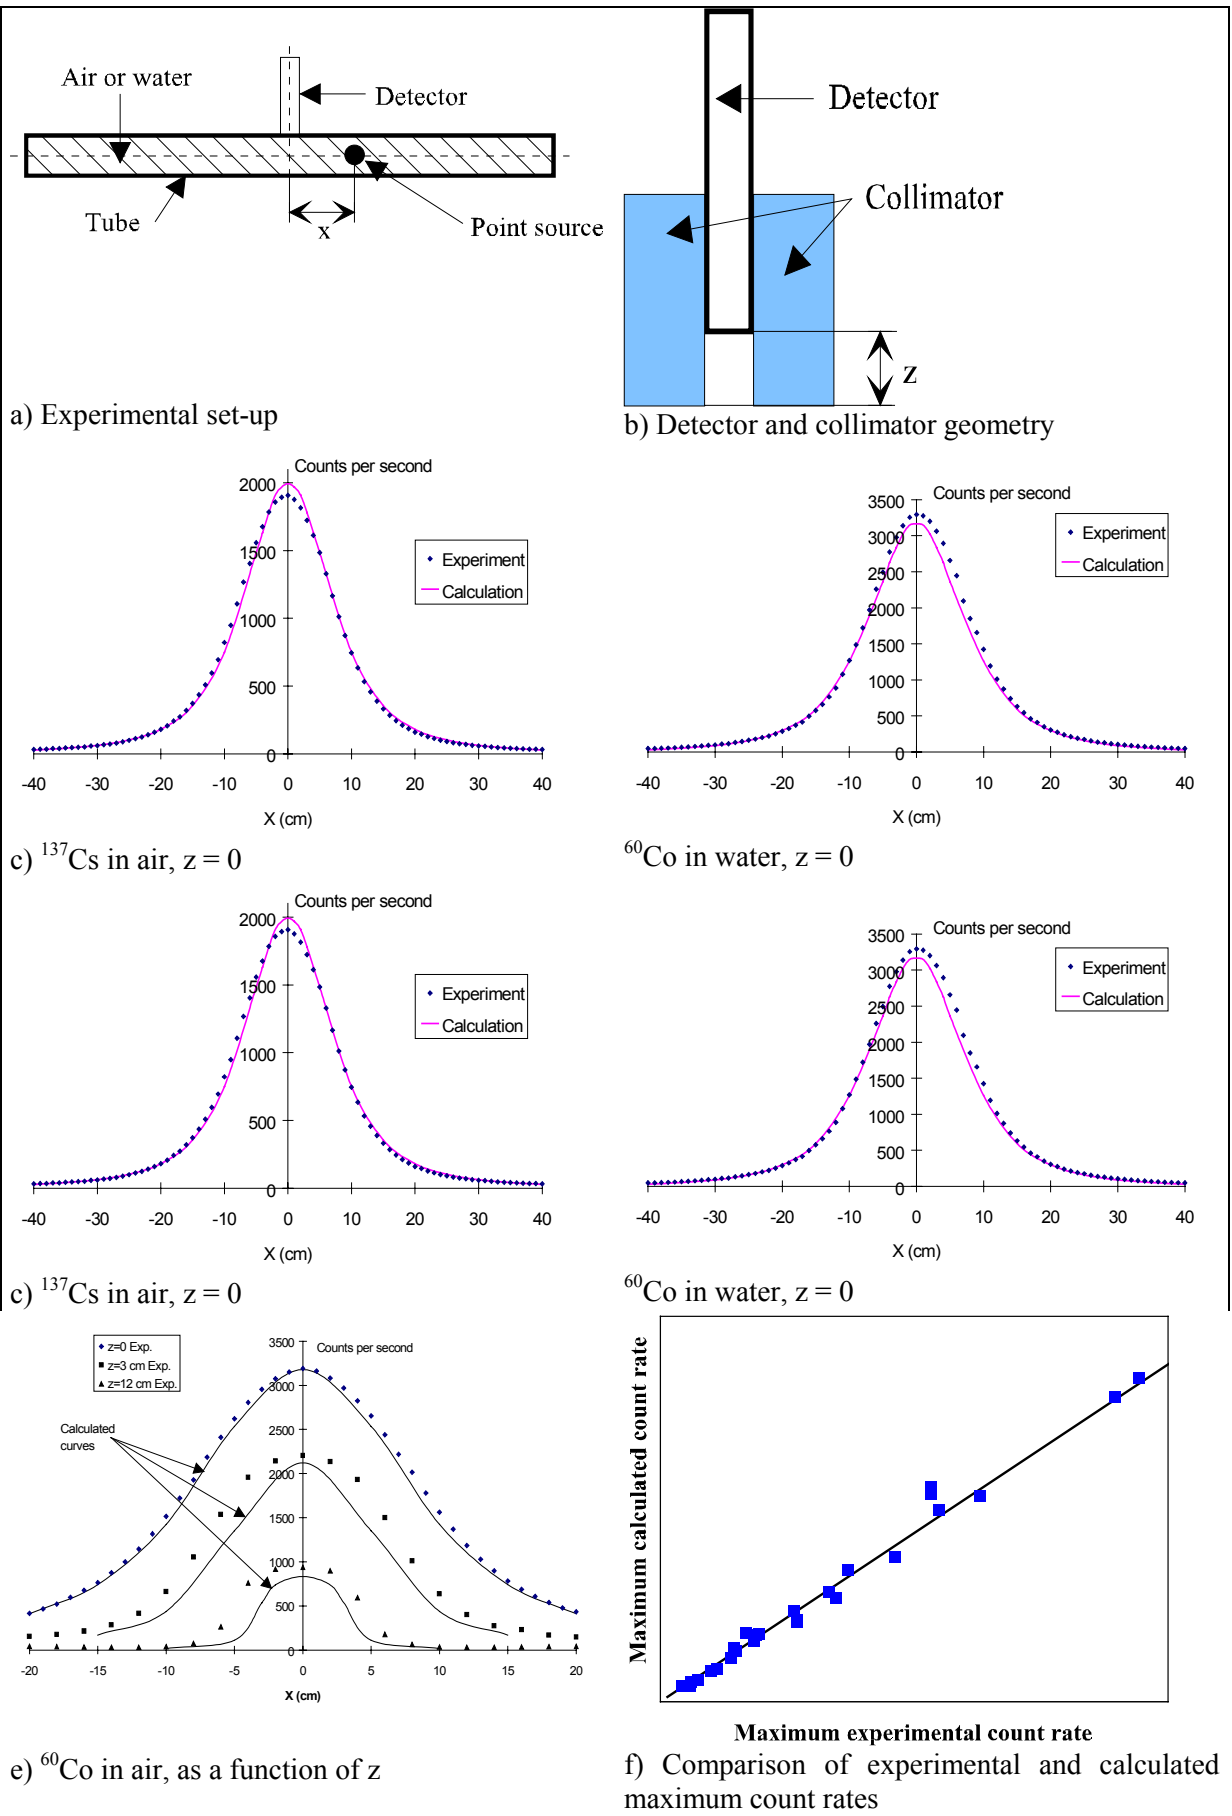 Air or water
Detector
Tube
x
Point source
a) Experimental set-up
Detector
Collimator
z
b) Detector and collimator geometry
Counts per second
2000
1500
1000
500
0
Experiment
Calculation
-40 -30 -20 -10 0 10 20 30 40
X (cm)
c) ¹³⁷Cs in air, z = 0
Counts per second
3500
3000
2500
2000
1500
1000
500
0
Experiment
Calculation
-40 -30 -20 -10 0 10 20 30 40
X (cm)
⁶⁰Co in water, z = 0
Counts per second
2000
1500
1000
500
0
Experiment
Calculation
-40 -30 -20 -10 0 10 20 30 40
X (cm)
c) ¹³⁷Cs in air, z = 0
Counts per second
3500
3000
2500
2000
1500
1000
500
0
Experiment
Calculation
-40 -30 -20 -10 0 10 20 30 40
X (cm)
⁶⁰Co in water, z = 0
z=0 Exp.
z=3 cm Exp.
z=12 cm Exp.
Calculated
curves
Counts per second
3500
3000
2500
2000
1500
1000
500
0
-20 -15 -10 -5 0 5 10 15 20
X (cm)
e) ⁶⁰Co in air, as a function of z
Maximum calculated count rate
Maximum experimental count rate
f) Comparison of experimental and calculated
maximum count rates